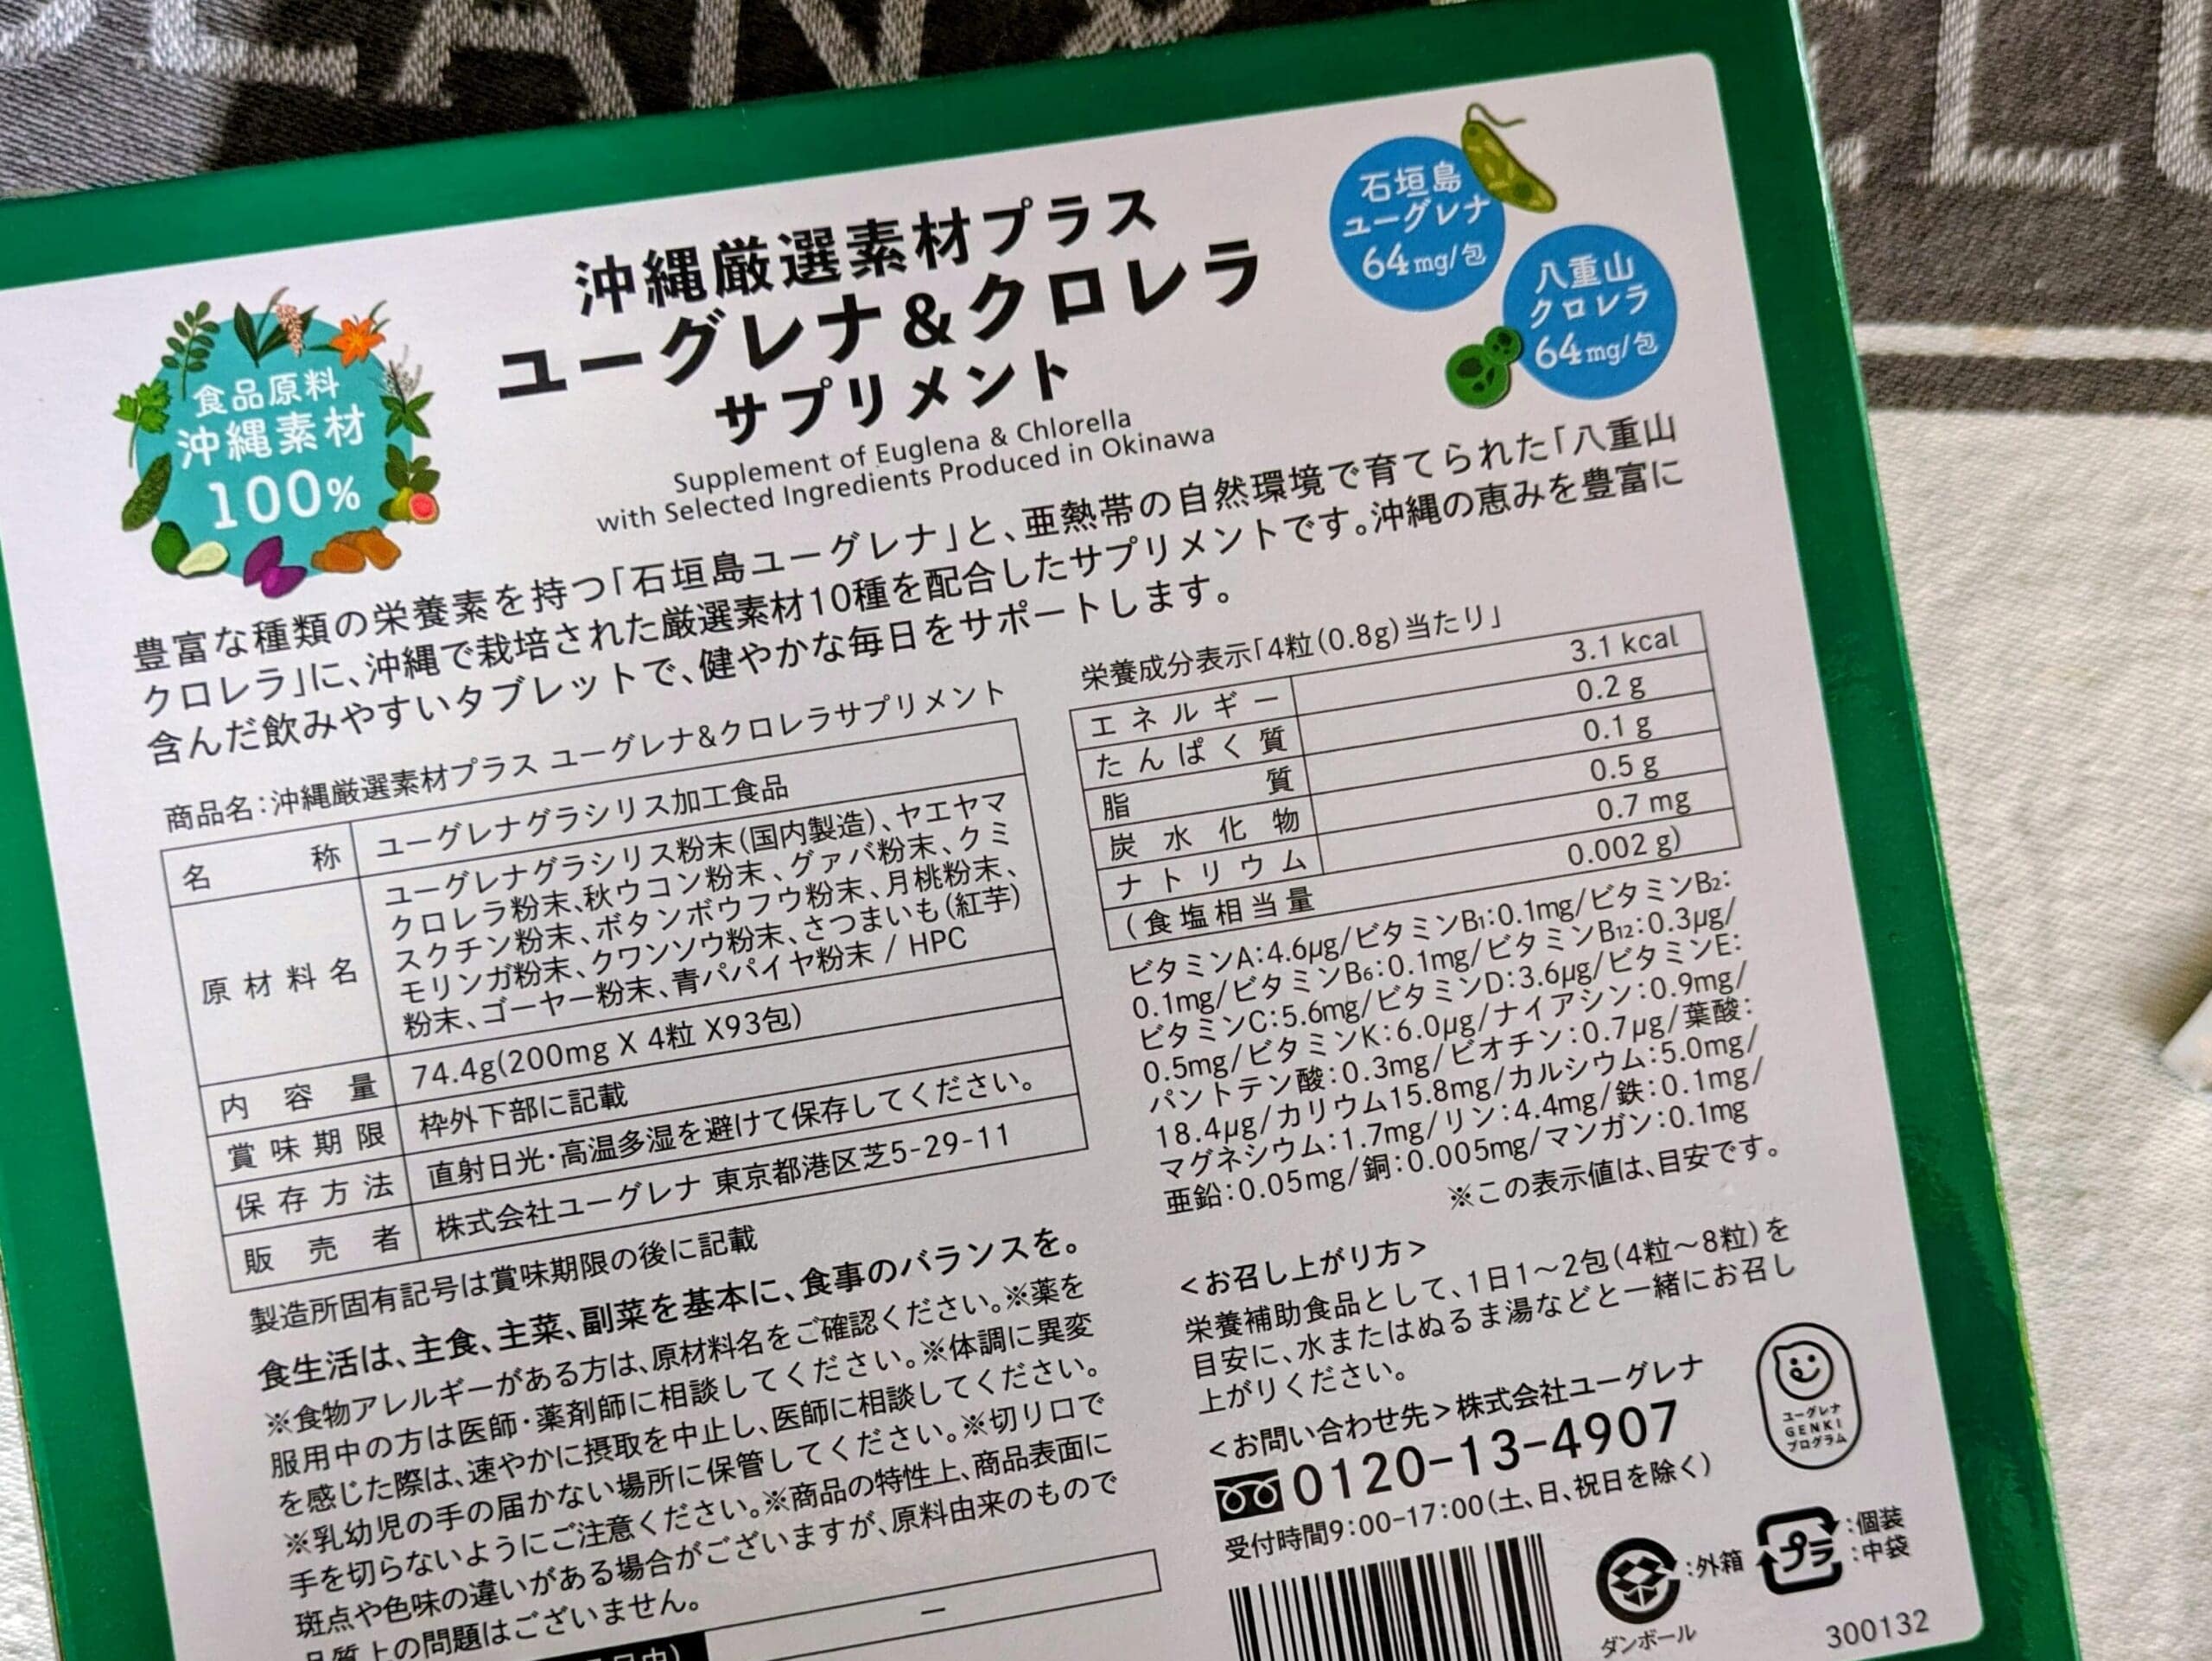 石垣島
ユーグレナ
64mg/包
八重山
クロレラ
64mg/包
食品原料
沖縄素材
100%
沖縄厳選素材プラス
ユーグレナ&クロレラ
サプリメント
Supplement of Euglena & Chlorella
with Selected Ingredients Produced in Okinawa
豊富な種類の栄養素を持つ「石垣島ユーグレナ」と、亜熱帯の自然環境で育てられた「八重山
クロレラ」に、沖縄で栽培された厳選素材10種を配合したサプリメントです。沖縄の恵みを豊富に
含んだ飲みやすいタブレットで、健やかな毎日をサポートします。
商品名:沖縄厳選素材プラス ユーグレナ&クロレラサプリメント
名称 ユーグレナグラシリス加工食品
原材料名 ユーグレナグラシリス粉末(国内製造)、ヤエヤマ
クロレラ粉末、秋ウコン粉末、グァバ粉末、クミ
スクチン粉末、ボタンボウフウ粉末、月桃粉末、
モリンガ粉末、クワンソウ粉末、さつまいも(紅芋)
粉末、ゴーヤー粉末、青パパイヤ粉末 / HPC
内容量 74.4g(200mg X 4粒 X93包)
賞味期限 枠外下部に記載
保存方法 直射日光・高温多湿を避けて保存してください。
販売者 株式会社ユーグレナ 東京都港区芝5-29-11
製造所固有記号は賞味期限の後に記載
食生活は、主食、主菜、副菜を基本に、食事のバランスを。
※食物アレルギーがある方は、原材料名をご確認ください。※薬を
服用中の方は医師・薬剤師に相談してください。※体調に異変
を感じた際は、速やかに摂取を中止し、医師に相談してください。
※乳幼児の手の届かない場所に保管してください。※切り口で
手を切らないようにご注意ください。※商品の特性上、商品表面に
斑点や色味の違いがある場合がございますが、原料由来のもので
品質上の問題はございません。
–
栄養成分表示「4粒(0.8g)当たり」
エネルギー 3.1 kcal
たんぱく質 0.2 g
脂質 0.1 g
炭水化物 0.5 g
ナトリウム 0.7 mg
(食塩相当量 0.002 g)
ビタミンA:4.6μg/ビタミンB1:0.1mg/ビタミンB2:
0.1mg/ビタミンB6:0.1mg/ビタミンB12:0.3μg/
ビタミンC:5.6mg/ビタミンD:3.6μg/ビタミンE:
0.5mg/ビタミンK:6.0μg/ナイアシン:0.9mg/
パントテン酸:0.3mg/ビオチン:0.7μg/葉酸:
18.4μg/カリウム15.8mg/カルシウム:5.0mg/
マグネシウム:1.7mg/リン:4.4mg/鉄:0.1mg/
亜鉛:0.05mg/銅:0.005mg/マンガン:0.1mg
※この表示値は、目安です。
<お召し上がり方>
栄養補助食品として、1日1〜2包(4粒〜8粒)を
目安に、水またはぬるま湯などと一緒にお召し
上がりください。
<お問い合わせ先>株式会社ユーグレナ
0120-13-4907
受付時間9:00-17:00(土、日、祝日を除く)
ユーグレナ
GENKI
プログラム
:外箱
ダンボール
プラ
:個装
:中袋
300132